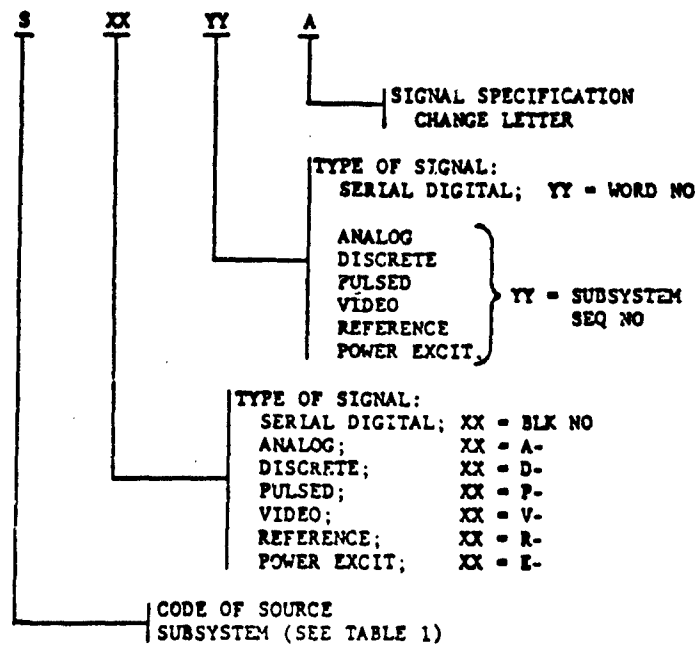 S XX YY A
SIGNAL SPECIFICATION
CHANGE LETTER
TYPE OF SIGNAL:
SERIAL DIGITAL; YY = WORD NO
ANALOG
DISCRETE
PULSED
VIDEO
REFERENCE
POWER EXCIT,
YY = SUBSYSTEM
SEQ NO
TYPE OF SIGNAL:
SERIAL DIGITAL; XX = BLK NO
ANALOG; XX = A-
DISCRETE; XX = D-
PULSED; XX = P-
VIDEO; XX = V-
REFERENCE; XX = R-
POWER EXCIT; XX = E-
CODE OF SOURCE
SUBSYSTEM (SEE TABLE 1)